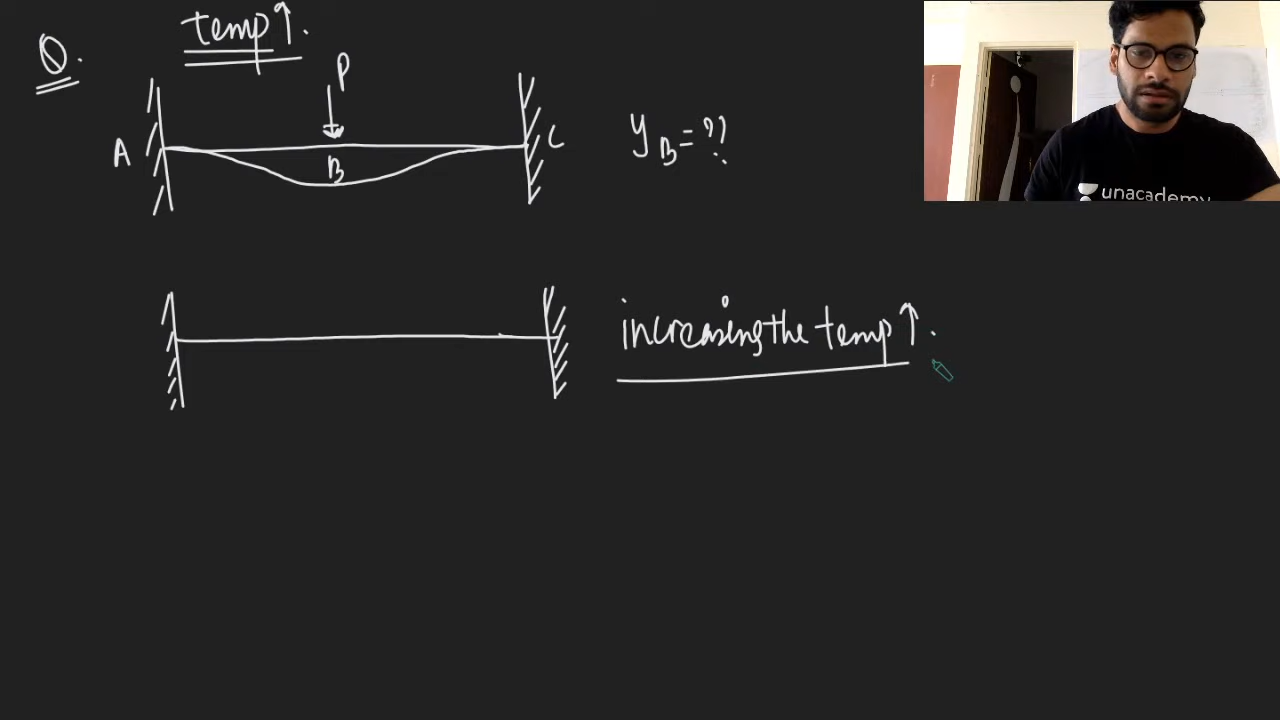 Q. temp↑.
P
A B C
y_B = ??
increasing the temp↑.
unacademy